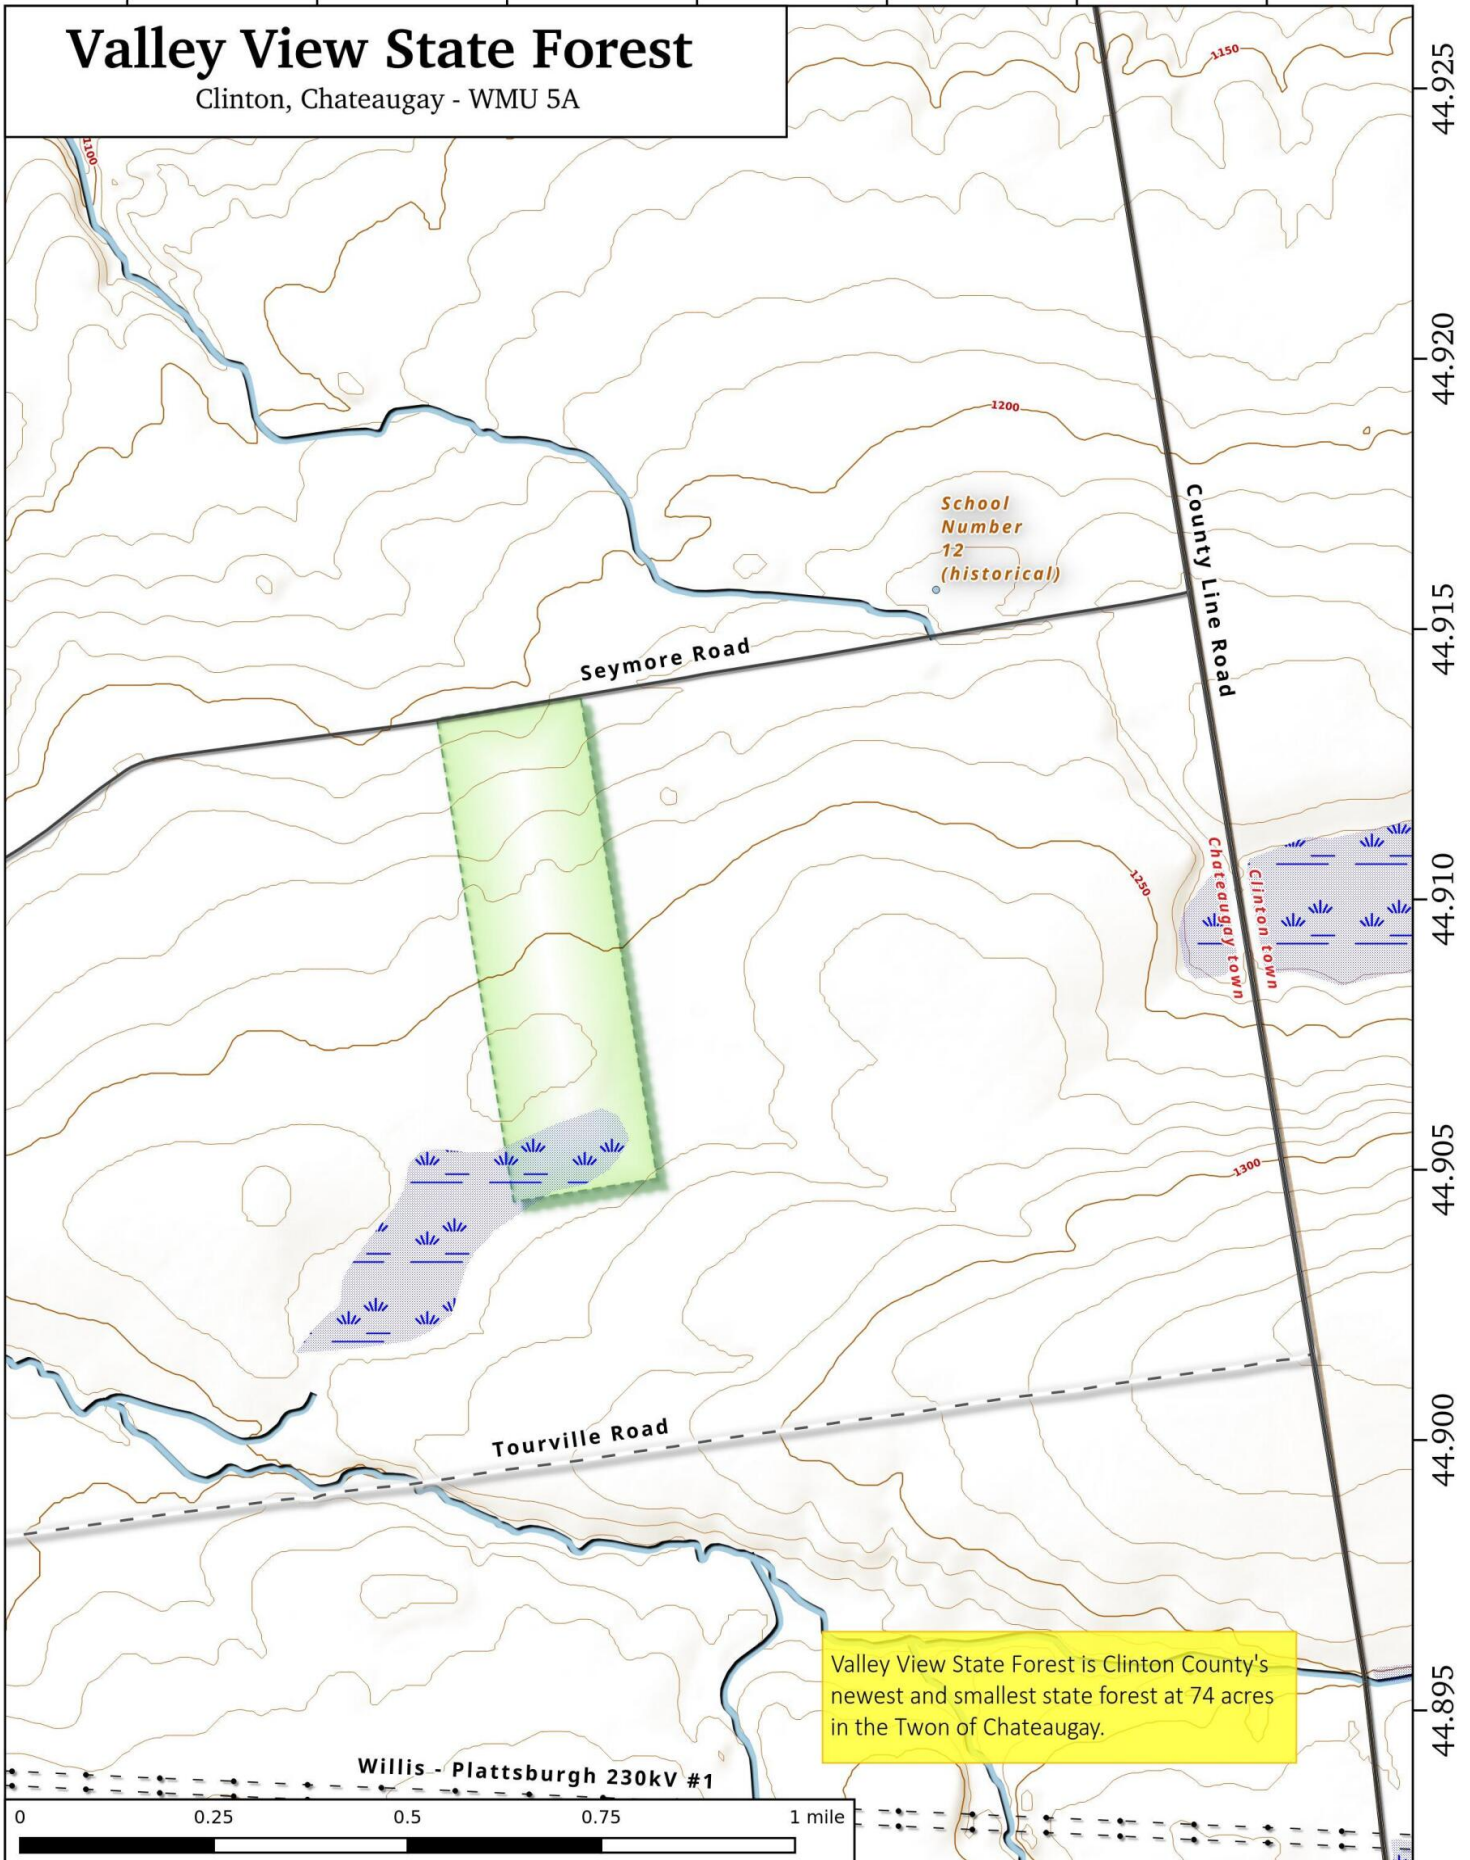 Valley View State Forest
Clinton, Chateaugay - WMU 5A
1150
1100
44.925
44.920
1200
School
Number
12
(historical)
County Line Road
44.915
Seymore Road
1250
Chateaugay town
Clinton town
44.910
44.905
1300
44.900
Tourville Road
Valley View State Forest is Clinton County's
newest and smallest state forest at 74 acres
in the Twon of Chateaugay.
44.895
Willis - Plattsburgh 230kV #1
0 0.25 0.5 0.75 1 mile